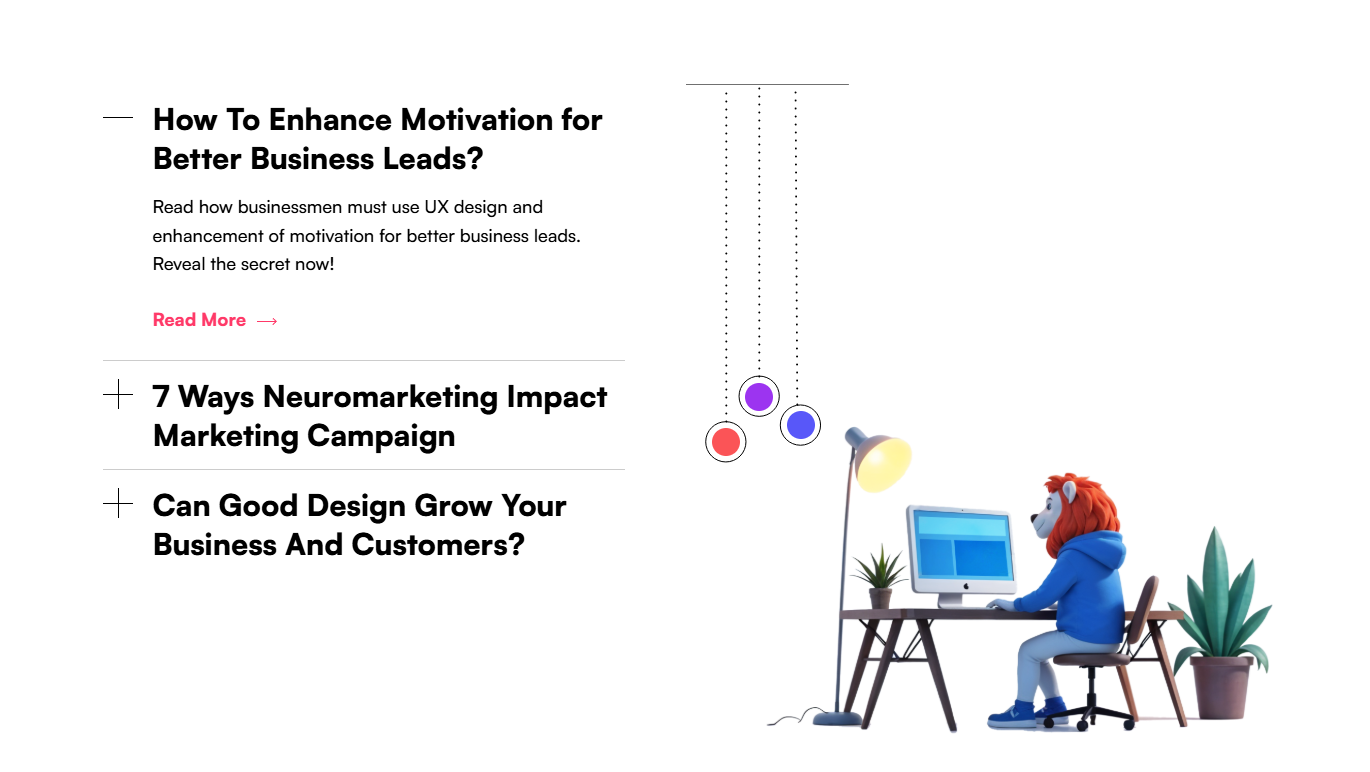 How To Enhance Motivation for
Better Business Leads?
Read how businessmen must use UX design and
enhancement of motivation for better business leads.
Reveal the secret now!
Read More
7 Ways Neuromarketing Impact
Marketing Campaign
Can Good Design Grow Your
Business And Customers?